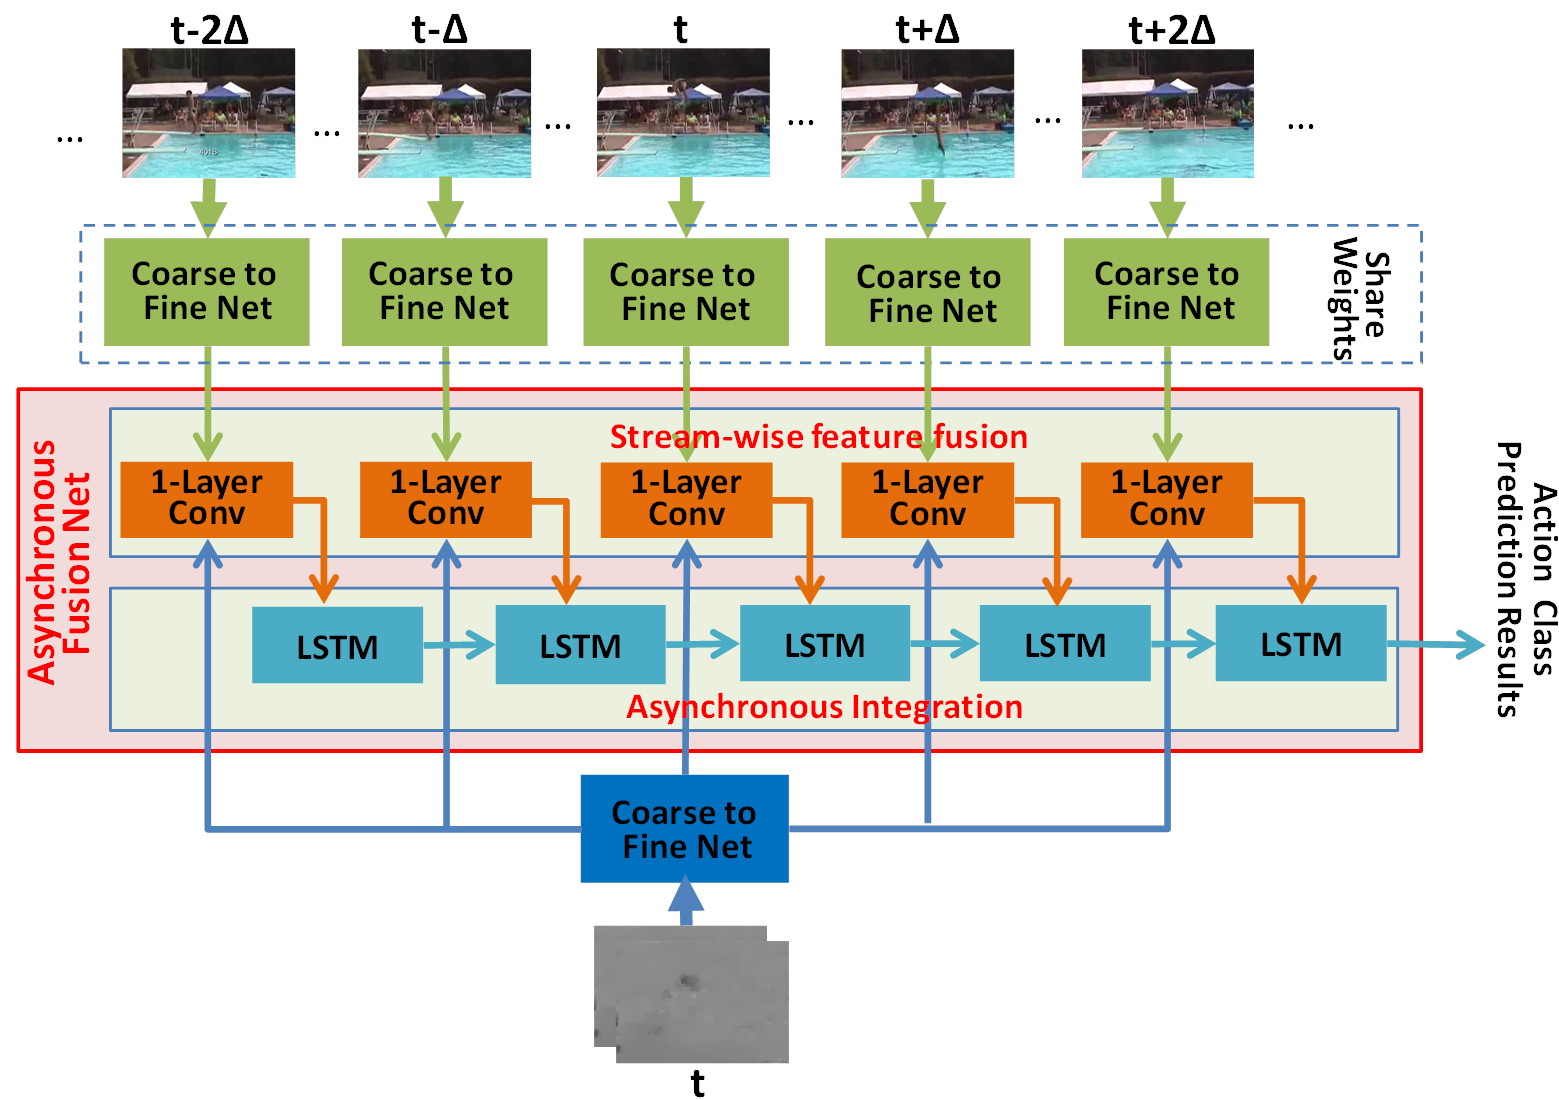 t-2Δ
t-Δ
t
t+Δ
t+2Δ
...
...
...
...
...
...
Coarse to
Fine Net
Coarse to
Fine Net
Coarse to
Fine Net
Coarse to
Fine Net
Coarse to
Fine Net
Share
Weights
Asynchronous
Fusion Net
Stream-wise feature fusion
1-Layer
Conv
1-Layer
Conv
1-Layer
Conv
1-Layer
Conv
1-Layer
Conv
LSTM
LSTM
LSTM
LSTM
LSTM
Asynchronous Integration
Action Class
Prediction Results
Coarse to
Fine Net
t